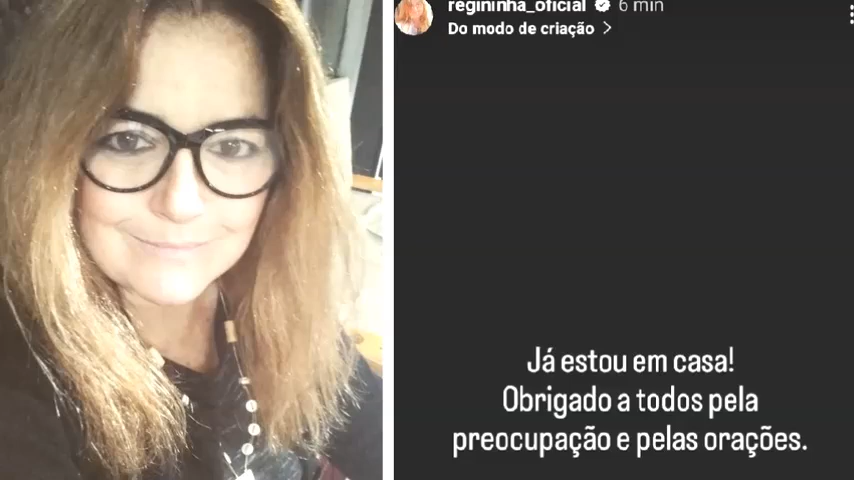 regininha_oficial 6 min
Do modo de criação >
Já estou em casa!
Obrigado a todos pela
preocupação e pelas orações.